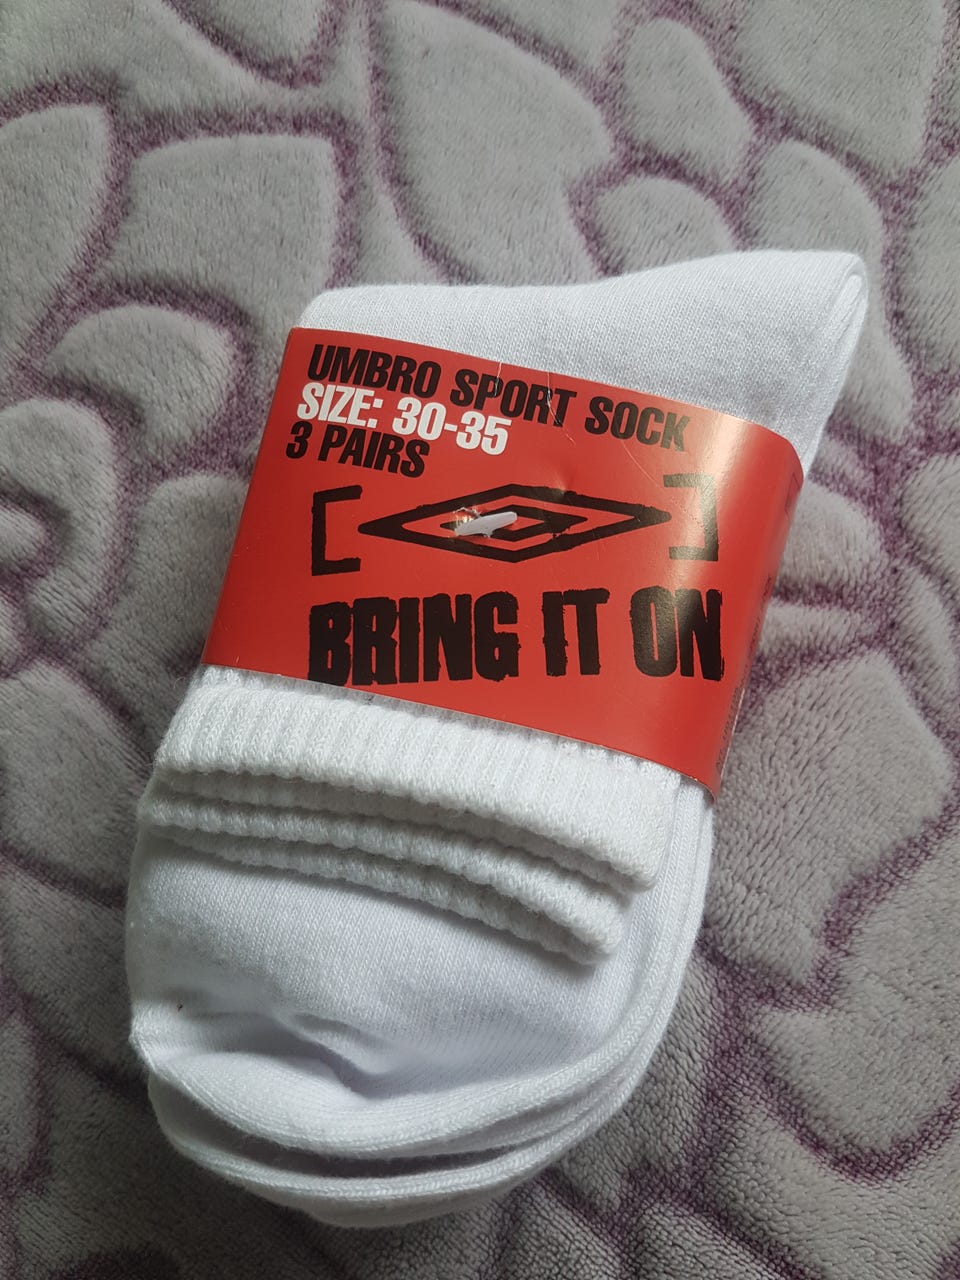 UMBRO SPORT SOCK
SIZE: 30-35
3 PAIRS
BRING IT ON